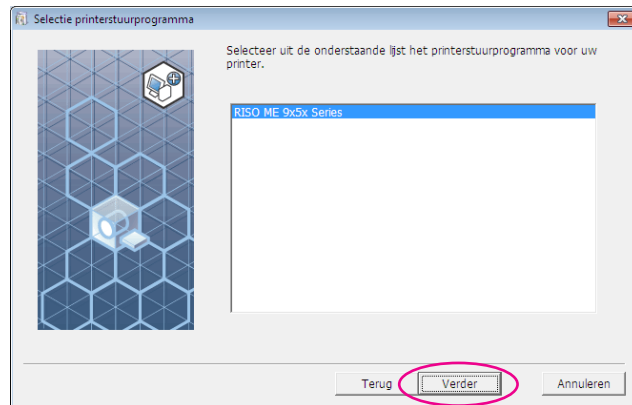 Selectie printerstuurprogramma
Selecteer uit de onderstaande lijst het printerstuurprogramma voor uw
printer.
RISO ME 9x5x Series
Terug Verder Annuleren